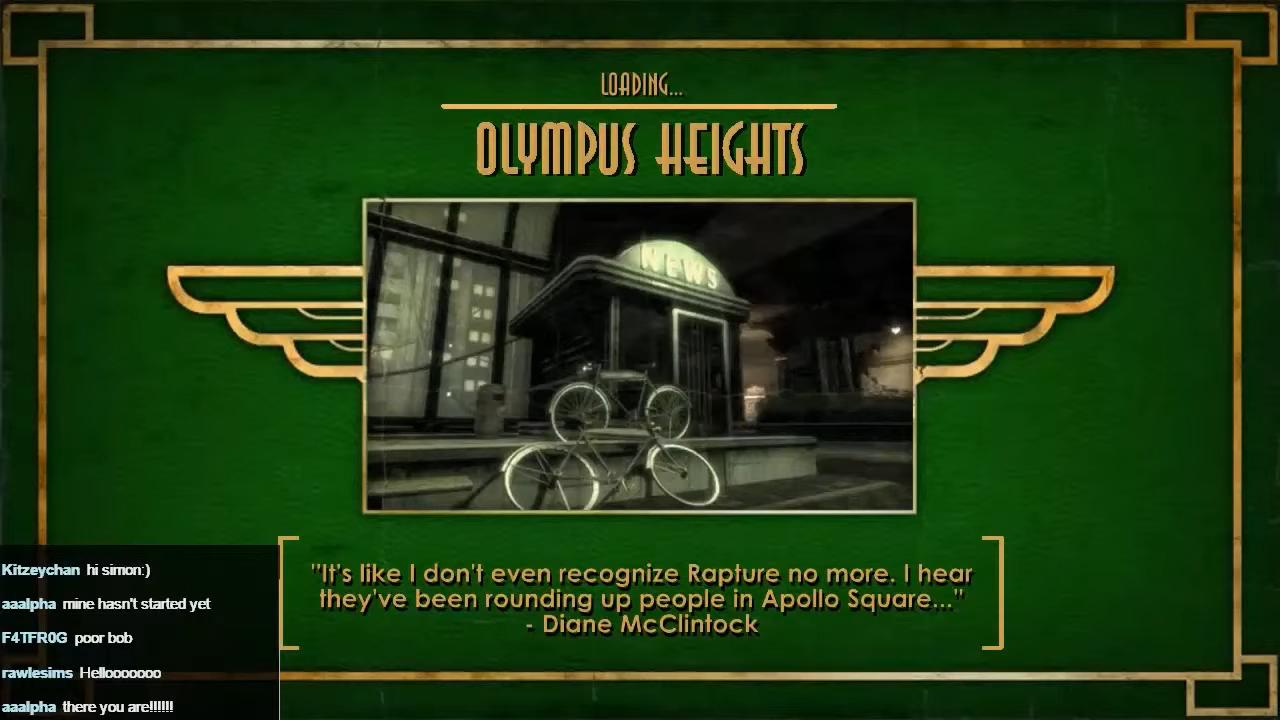 LOADING...
OLYMPUS HEIGHTS
NEWS
"It's like I don't even recognize Rapture no more. I hear
they've been rounding up people in Apollo Square..."
- Diane McClintock
Kitzeychan hi simon:)
aaalpha mine hasn't started yet
F4TFR0G poor bob
rawlesims Hellooooooo
aaalpha there you are!!!!!!